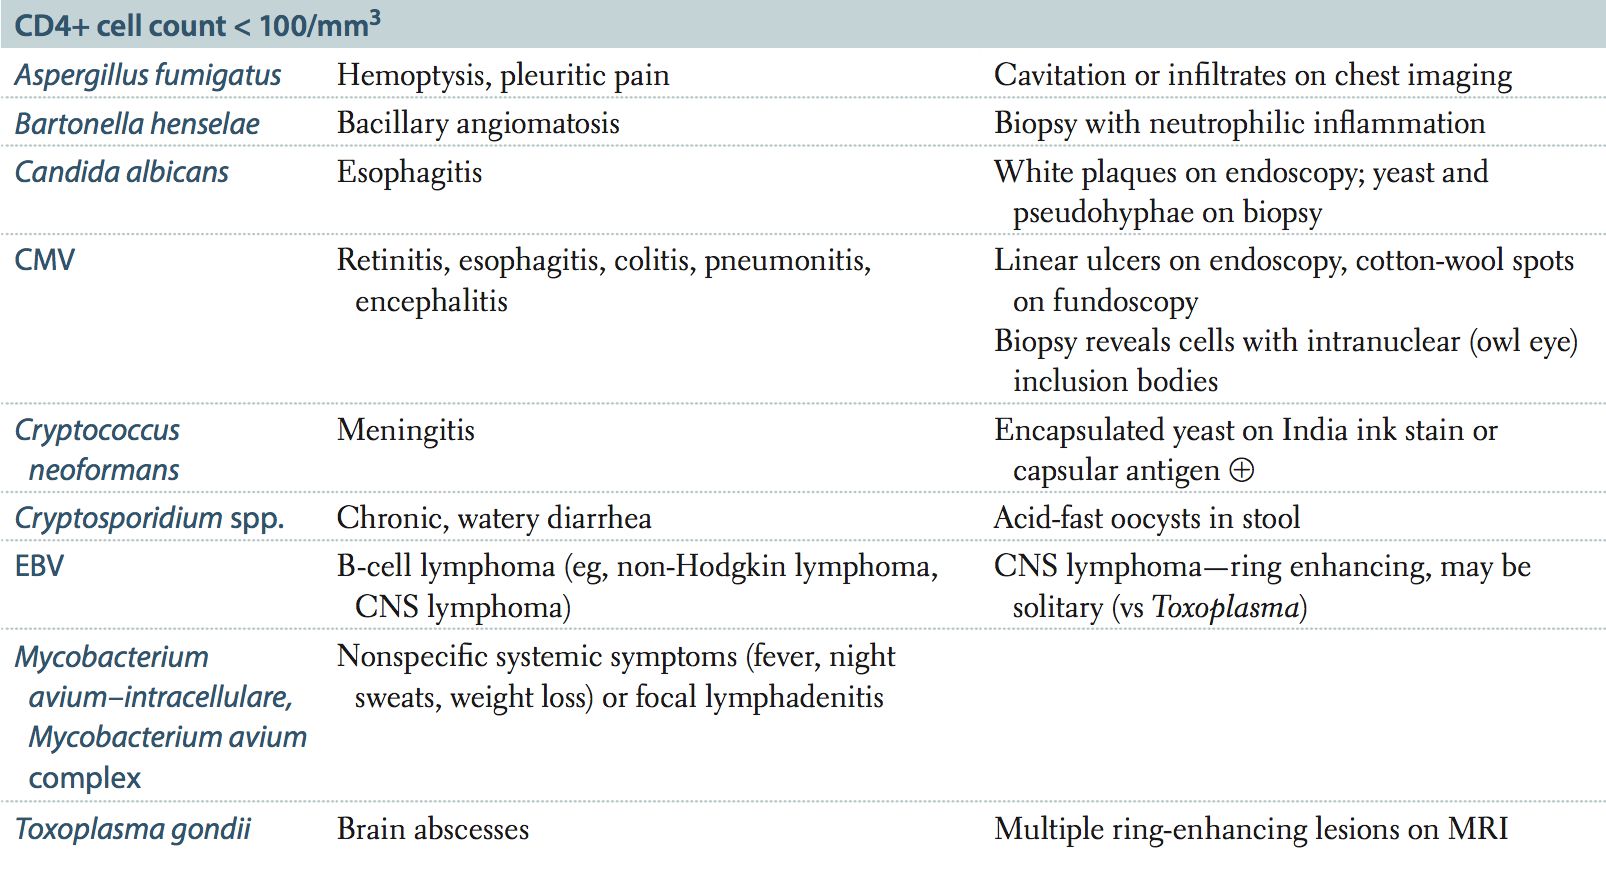 CD4+ cell count < 100/mm³
Aspergillus fumigatus Hemoptysis, pleuritic pain Cavitation or infiltrates on chest imaging
Bartonella henselae Bacillary angiomatosis Biopsy with neutrophilic inflammation
Candida albicans Esophagitis White plaques on endoscopy; yeast and
pseudohyphae on biopsy
CMV Retinitis, esophagitis, colitis, pneumonitis, Linear ulcers on endoscopy, cotton-wool spots
encephalitis on fundoscopy
Biopsy reveals cells with intranuclear (owl eye)
inclusion bodies
Cryptococcus Meningitis Encapsulated yeast on India ink stain or
neoformans capsular antigen ⊕
Cryptosporidium spp. Chronic, watery diarrhea Acid-fast oocysts in stool
EBV B-cell lymphoma (eg, non-Hodgkin lymphoma, CNS lymphoma—ring enhancing, may be
CNS lymphoma) solitary (vs Toxoplasma)
Mycobacterium Nonspecific systemic symptoms (fever, night
avium–intracellulare, sweats, weight loss) or focal lymphadenitis
Mycobacterium avium
complex
Toxoplasma gondii Brain abscesses Multiple ring-enhancing lesions on MRI